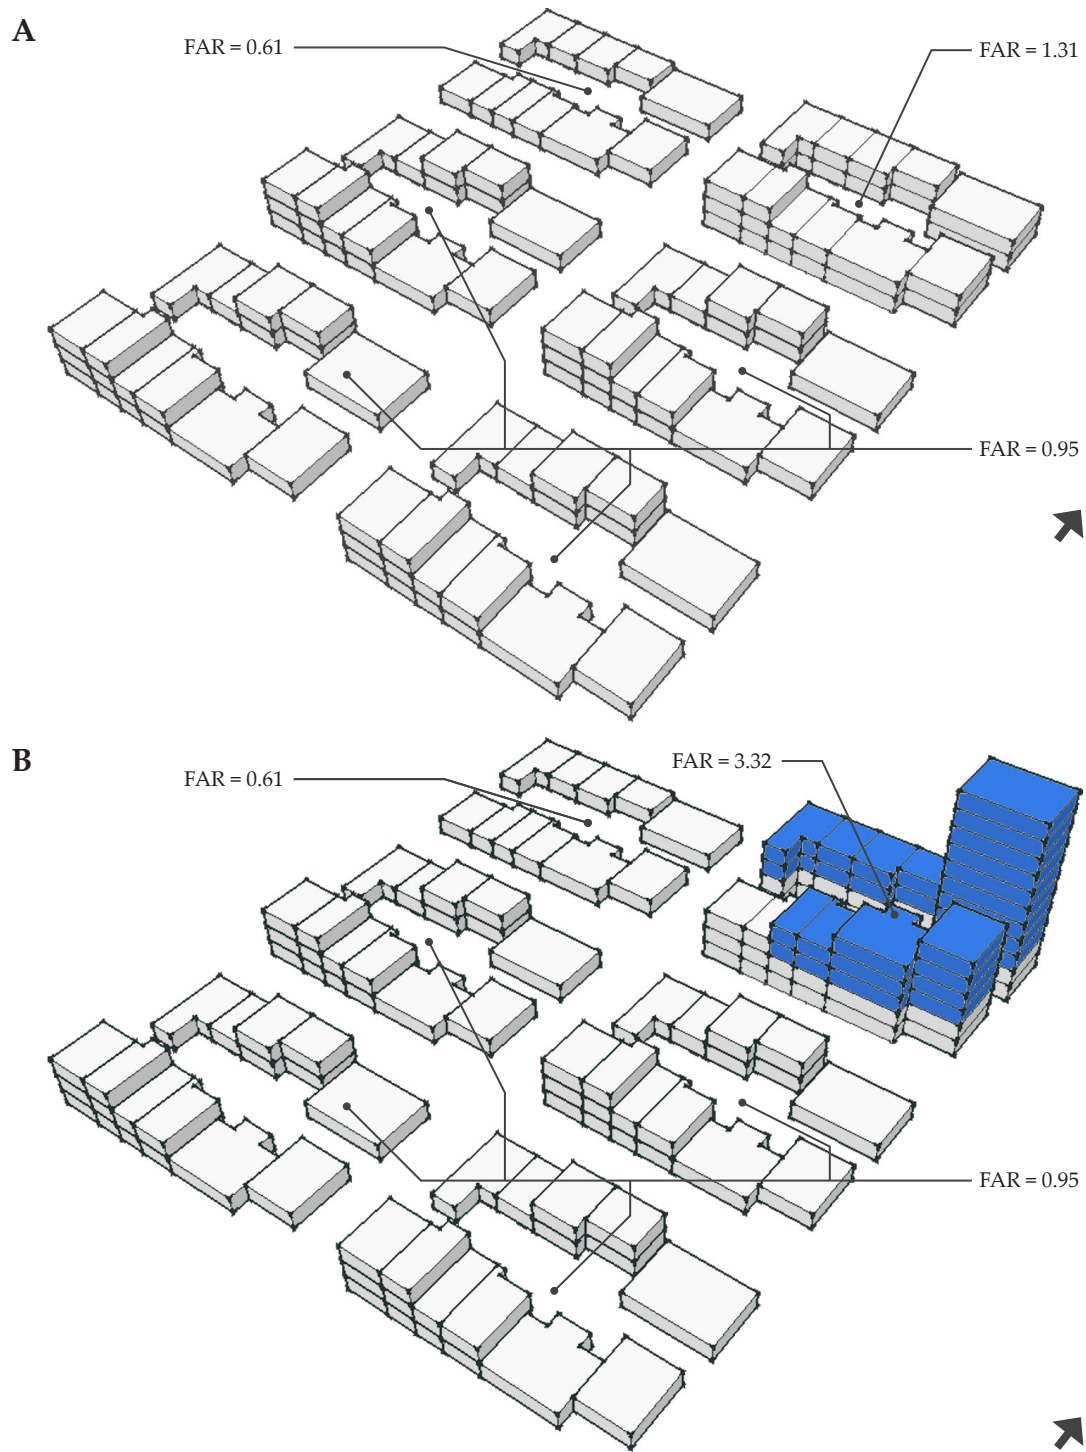 A
FAR = 0.61
FAR = 1.31
FAR = 0.95
B
FAR = 3.32
FAR = 0.61
FAR = 0.95